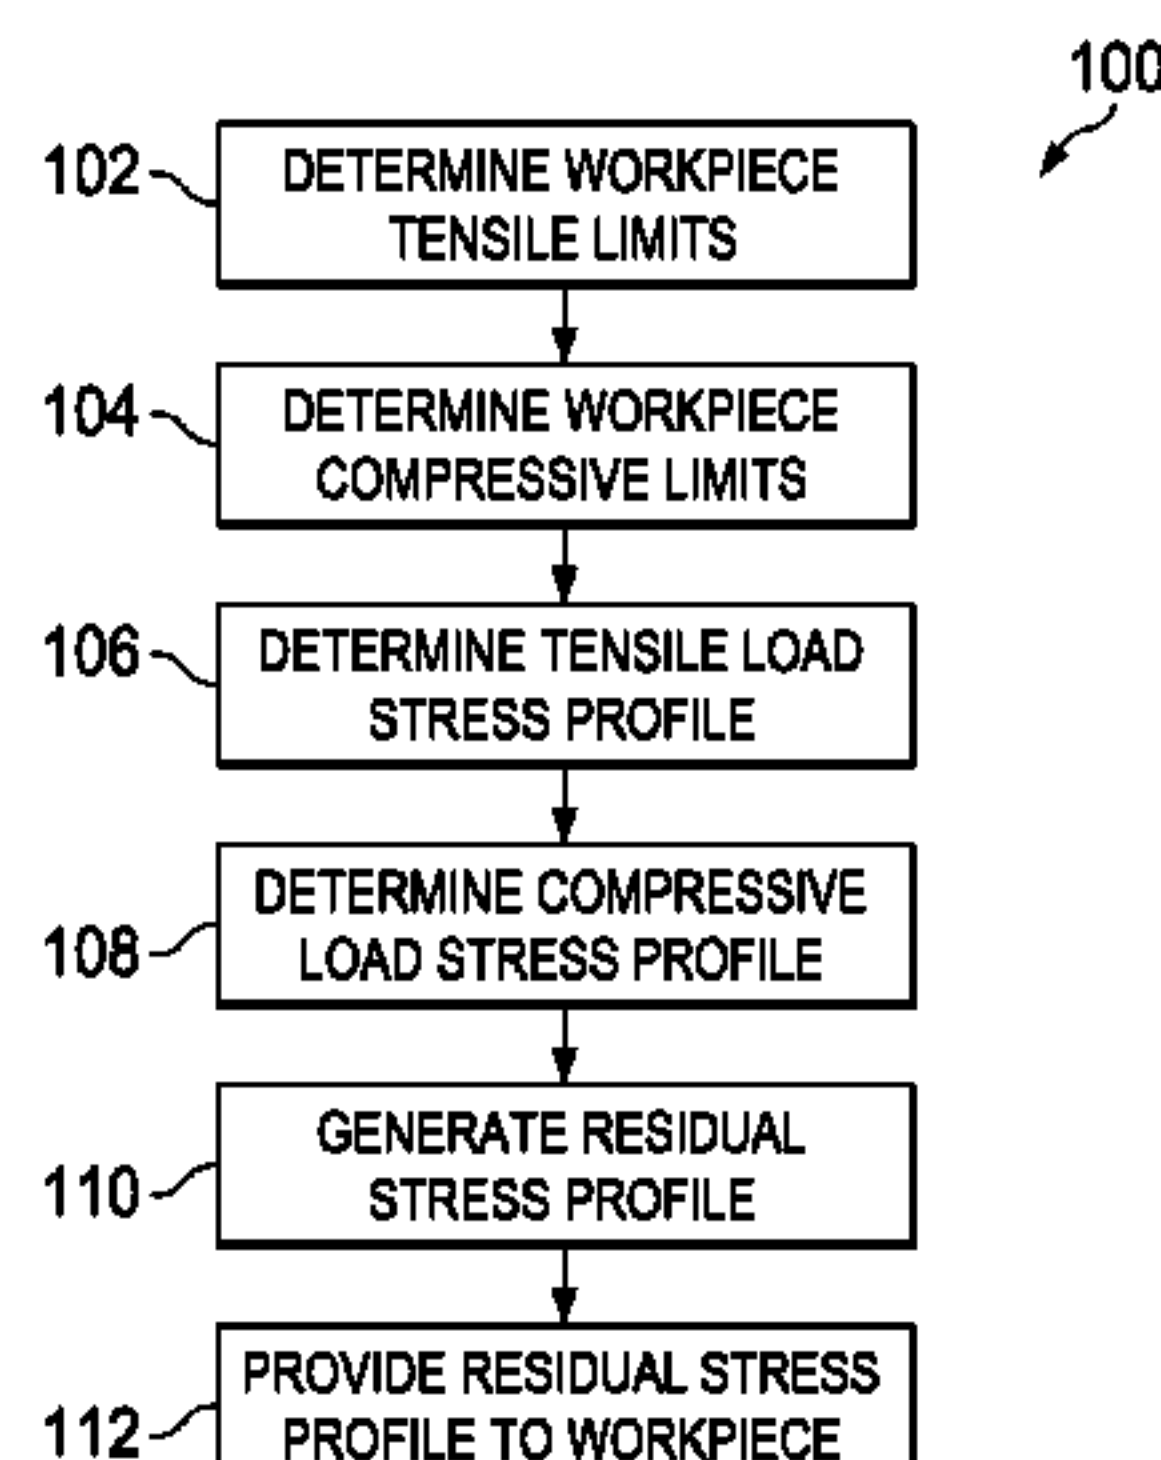 100
102
DETERMINE WORKPIECE
TENSILE LIMITS
104
DETERMINE WORKPIECE
COMPRESSIVE LIMITS
106
DETERMINE TENSILE LOAD
STRESS PROFILE
108
DETERMINE COMPRESSIVE
LOAD STRESS PROFILE
110
GENERATE RESIDUAL
STRESS PROFILE
112
PROVIDE RESIDUAL STRESS
PROFILE TO WORKPIECE